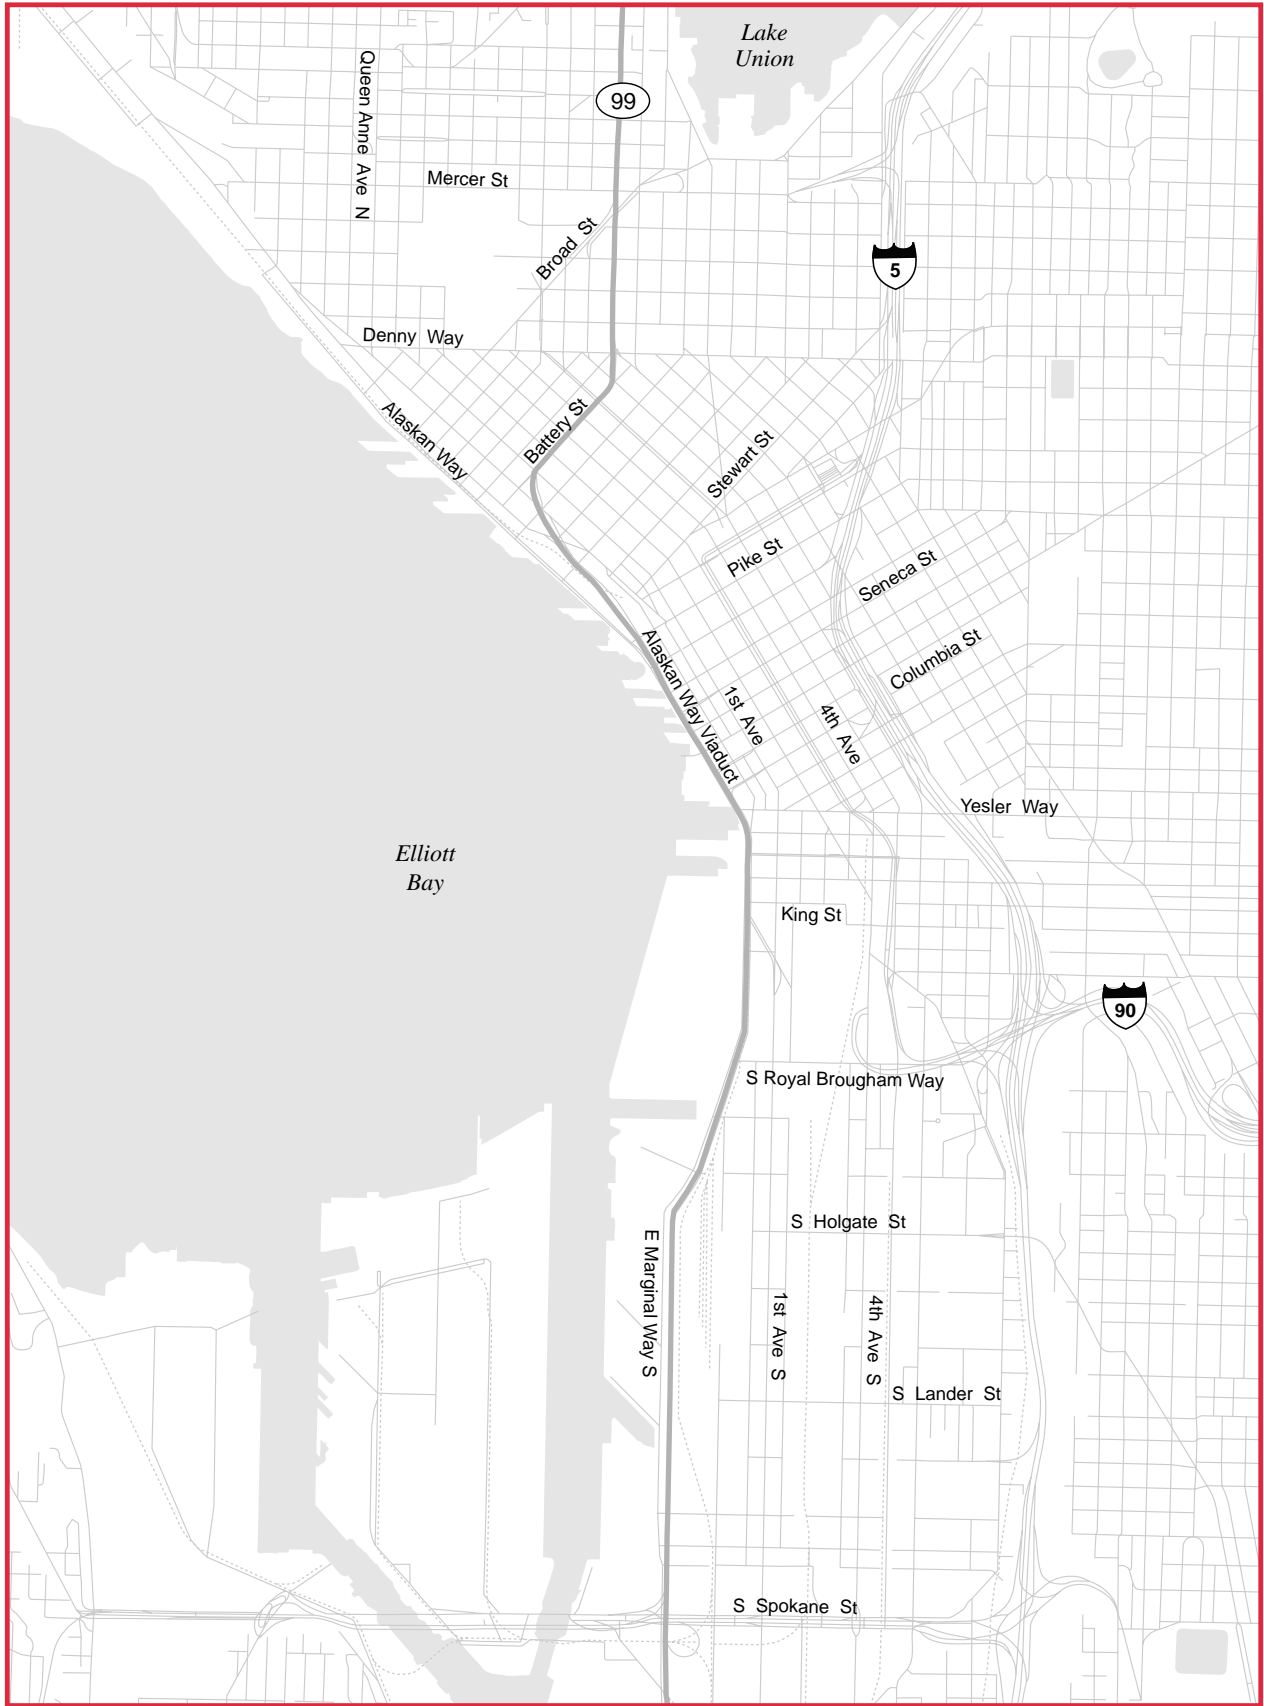 Lake
Union
Queen Anne Ave N
99
Mercer St
Broad St
5
Denny Way
Alaskan Way
Battery St
Stewart St
Pike St
Seneca St
Columbia St
Alaskan Way Viaduct
1st Ave
4th Ave
Yesler Way
Elliott
Bay
King St
90
S Royal Brougham Way
S Holgate St
E Marginal Way S
1st Ave S
4th Ave S
S Lander St
S Spokane St